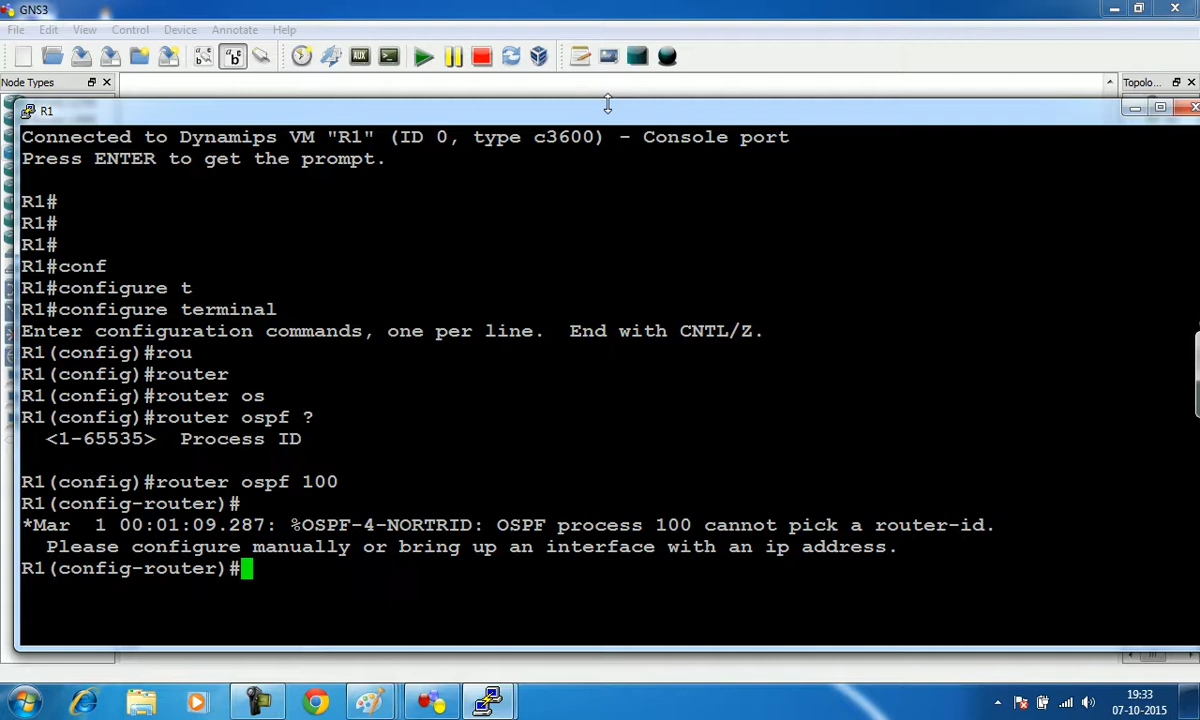 GNS3
File Edit View Control Device Annotate Help
Node Types
Topolo...
R1
Connected to Dynamips VM "R1" (ID 0, type c3600) - Console port
Press ENTER to get the prompt.
R1#
R1#
R1#
R1#conf
R1#configure t
R1#configure terminal
Enter configuration commands, one per line.  End with CNTL/Z.
R1(config)#rou
R1(config)#router
R1(config)#router os
R1(config)#router ospf ?
<1-65535>  Process ID
R1(config)#router ospf 100
R1(config-router)#
*Mar  1 00:01:09.287: %OSPF-4-NORTRID: OSPF process 100 cannot pick a router-id.
Please configure manually or bring up an interface with an ip address.
R1(config-router)#
19:33
07-10-2015